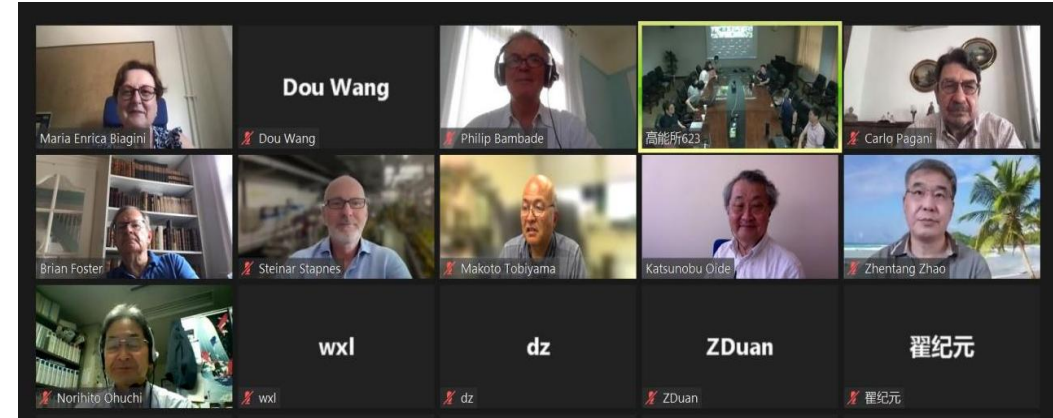 Maria Enrica Biagini
Dou Wang
Dou Wang
Philip Bambade
高能所623
Carlo Pagani
Brian Foster
Steinar Stapnes
Makoto Tobiyama
Katsunobu Oide
Zhentang Zhao
Norihito Ohuchi
wxl
wxl
dz
dz
ZDuan
ZDuan
翟纪元
翟纪元